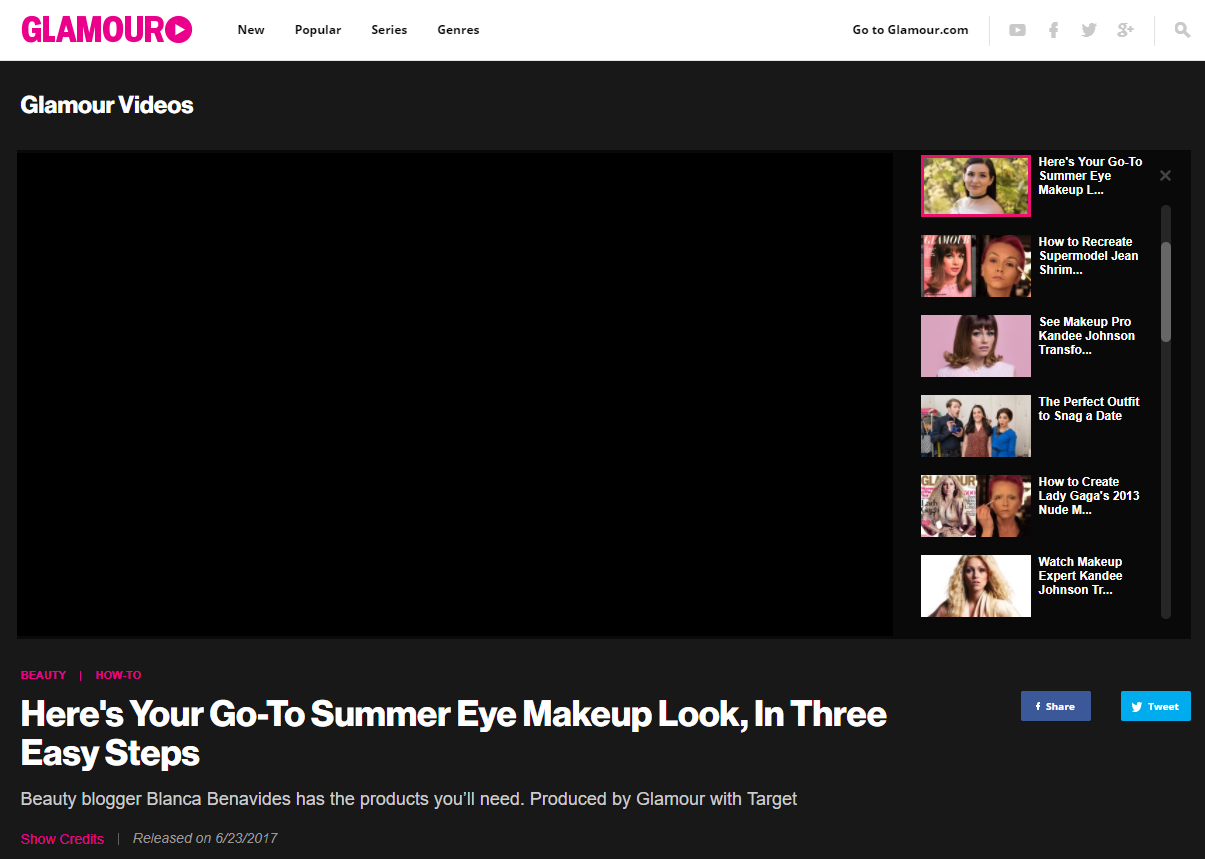 GLAMOUR
New
Popular
Series
Genres
Go to Glamour.com
Glamour Videos
Here's Your Go-To
Summer Eye
Makeup L...
GLAMOUR
How to Recreate
Supermodel Jean
Shrim...
See Makeup Pro
Kandee Johnson
Transfo...
The Perfect Outfit
to Snag a Date
How to Create
Lady Gaga's 2013
Nude M...
Watch Makeup
Expert Kandee
Johnson Tr...
BEAUTY | HOW-TO
Here's Your Go-To Summer Eye Makeup Look, In Three
Easy Steps
Share
Tweet
Beauty blogger Blanca Benavides has the products you’ll need. Produced by Glamour with Target
Show Credits | Released on 6/23/2017